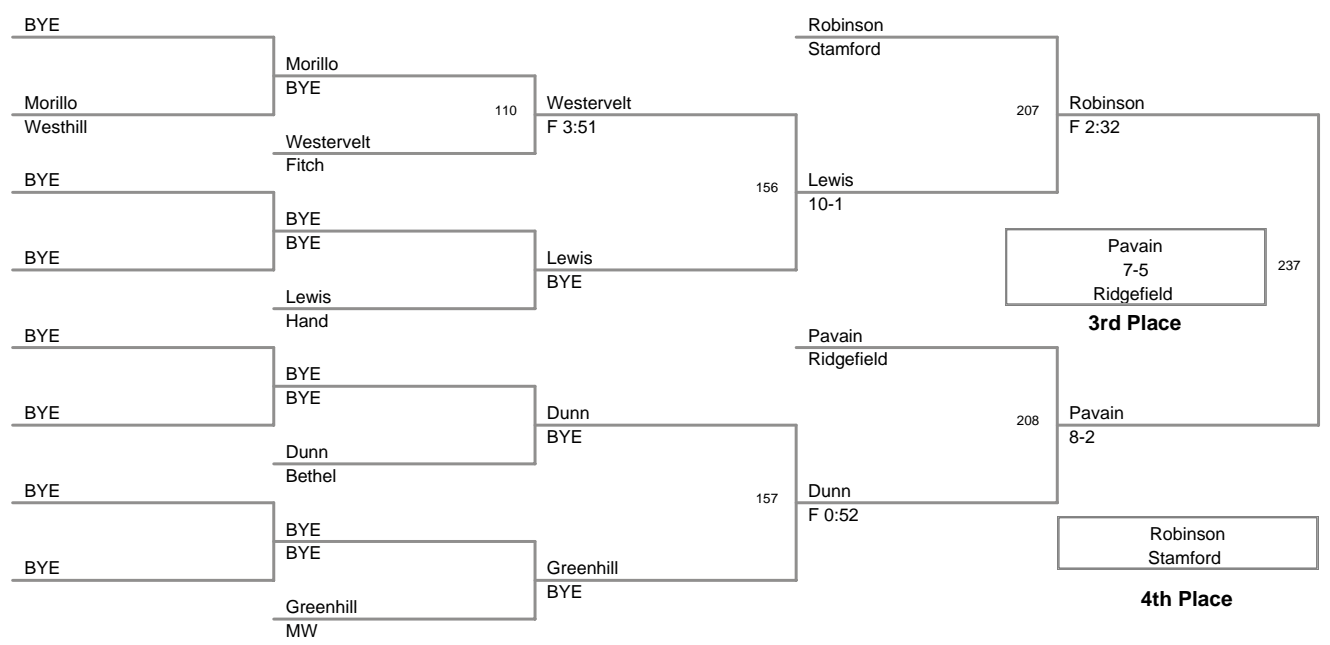 BYE
Robinson
Stamford
Morillo
BYE
Morillo
Westhill
110
Westervelt
F 3:51
207
Robinson
F 2:32
Westervelt
Fitch
BYE
156
Lewis
10-1
BYE
BYE
BYE
Lewis
BYE
Pavain
7-5
Ridgefield
237
Lewis
Hand
3rd Place
BYE
Pavain
Ridgefield
BYE
BYE
BYE
Dunn
BYE
208
Pavain
8-2
Dunn
Bethel
BYE
157
Dunn
F 0:52
BYE
BYE
Robinson
Stamford
BYE
Greenhill
BYE
4th Place
Greenhill
MW